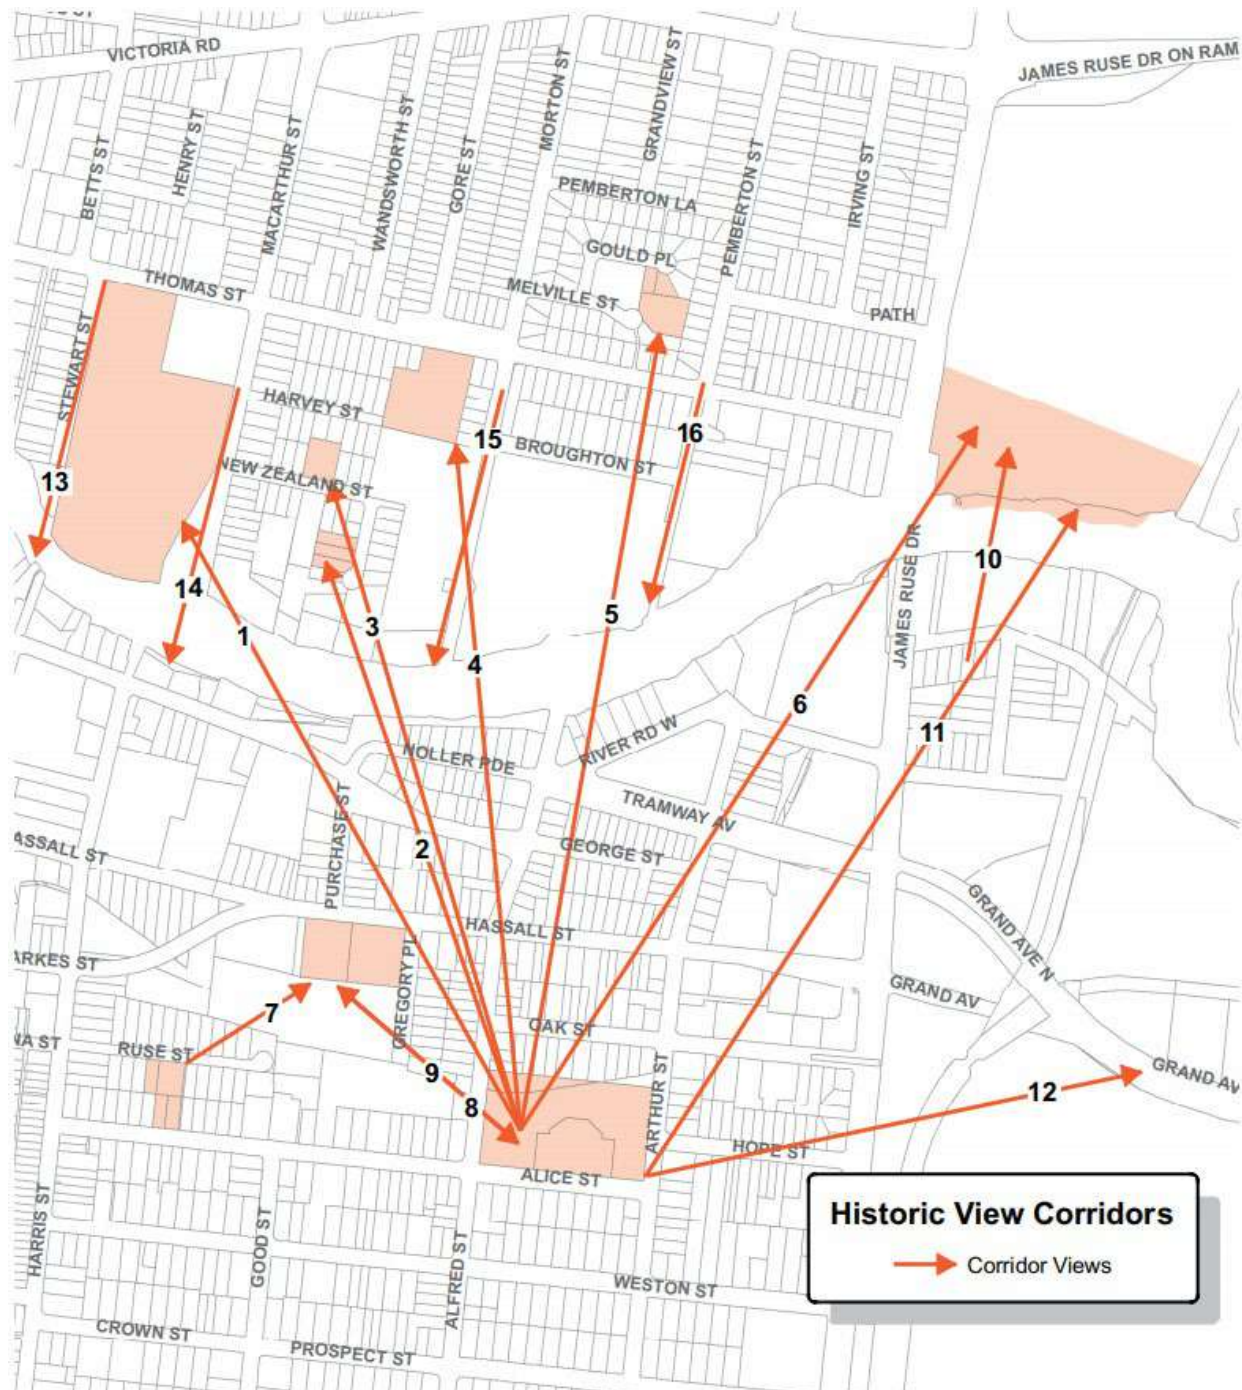 VICTORIA RD
JAMES RUSE DR ON RAM
BETTS ST
HENRY ST
MACARTHUR ST
WANDSWORTH ST
GORE ST
MORTON ST
GRANDVIEW ST
PEMBERTON ST
IRVING ST
PEMBERTON LA
GOULD PL
MELVILLE ST
THOMAS ST
PATH
STEWART ST
HARVEY ST
NEW ZEALAND ST
BROUGHTON ST
13
15
16
14
1
3
4
5
10
JAMES RUSE DR
6
11
NOLLER PDE
RIVER RD W
TRAMWAY AV
GEORGE ST
2
PURCHASE ST
ASSALL ST
HASSALL ST
GRAND AVE N
ARKES ST
GREGORY PL
GRAND AV
7
OAK ST
NA ST
RUSE ST
9
8
ARTHUR ST
12
GRAND AV
HOPE ST
ALICE ST
HARRIS ST
GOOD ST
ALFRED ST
WESTON ST
CROWN ST
PROSPECT ST
Historic View Corridors
Corridor Views